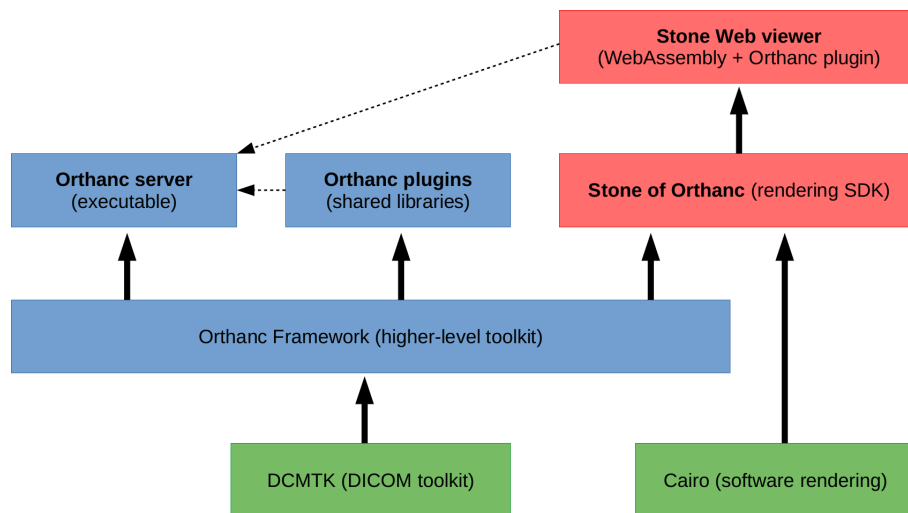 Stone Web viewer
(WebAssembly + Orthanc plugin)
Orthanc server
(executable)
Orthanc plugins
(shared libraries)
Stone of Orthanc (rendering SDK)
Orthanc Framework (higher-level toolkit)
DCMTK (DICOM toolkit)
Cairo (software rendering)